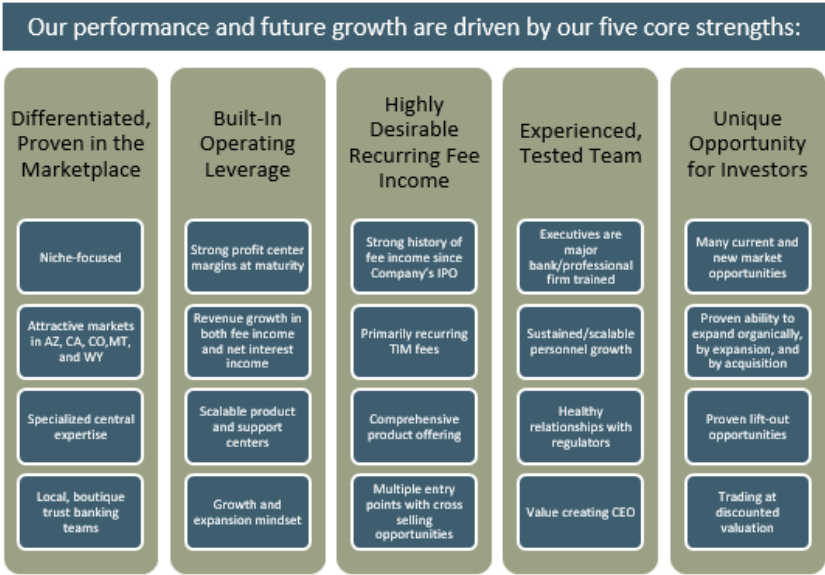 Our performance and future growth are driven by our five core strengths:
Differentiated,
Proven in the
Marketplace
Niche-focused
Attractive markets
in AZ, CA, CO,MT,
and WY
Specialized central
expertise
Local, boutique
trust banking
teams
Built-In
Operating
Leverage
Strong profit center
margins at maturity
Revenue growth in
both fee income
and net interest
income
Scalable product
and support
centers
Growth and
expansion mindset
Highly
Desirable
Recurring Fee
Income
Strong history of
fee income since
Company's IPO
Primarily recurring
TIM fees
Comprehensive
product offering
Multiple entry
points with cross
selling
opportunities
Experienced,
Tested Team
Executives are
major
bank/professional
firm trained
Sustained/scalable
personnel growth
Healthy
relationships with
regulators
Value creating CEO
Unique
Opportunity
for Investors
Many current and
new market
opportunities
Proven ability to
expand organically,
by expansion, and
by acquisition
Proven lift-out
opportunities
Trading at
discounted
valuation